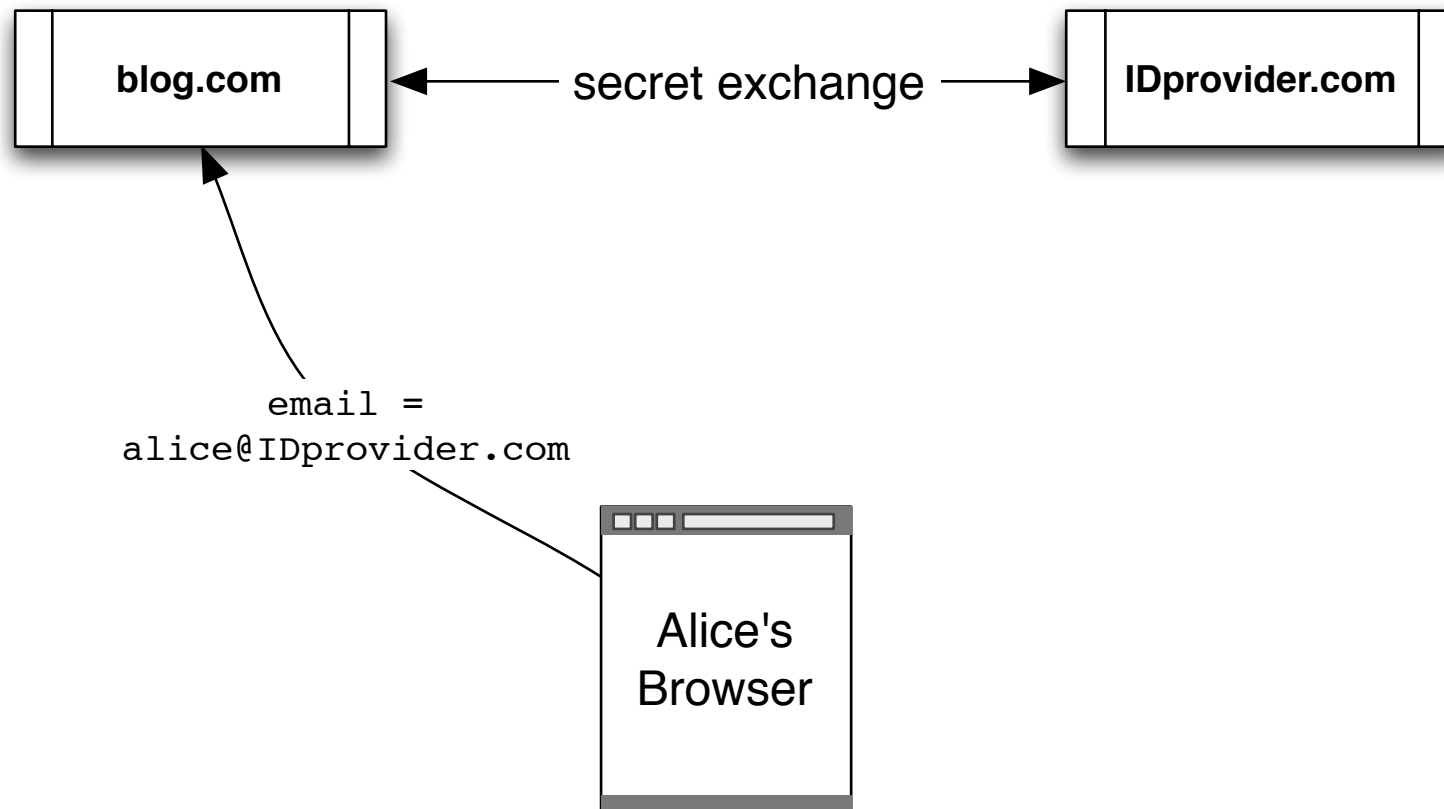 blog.com
secret exchange
IDprovider.com
email =
alice@IDprovider.com
Alice's
Browser